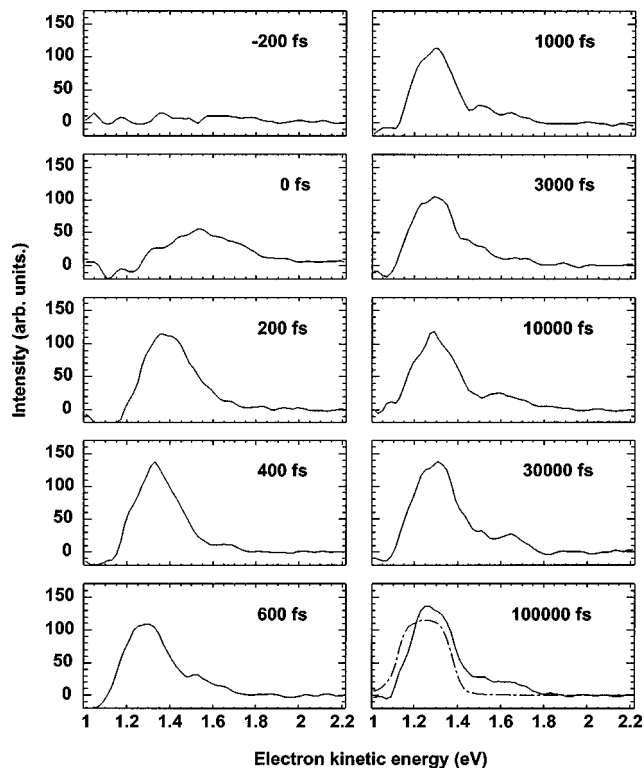 -200 fs
1000 fs
150
100
50
0
0 fs
3000 fs
150
100
50
0
200 fs
10000 fs
150
100
50
0
400 fs
30000 fs
150
100
50
0
600 fs
100000 fs
150
100
50
0
1 1.2 1.4 1.6 1.8 2 2.2
1 1.2 1.4 1.6 1.8 2 2.2
Intensity (arb. units.)
Electron kinetic energy (eV)